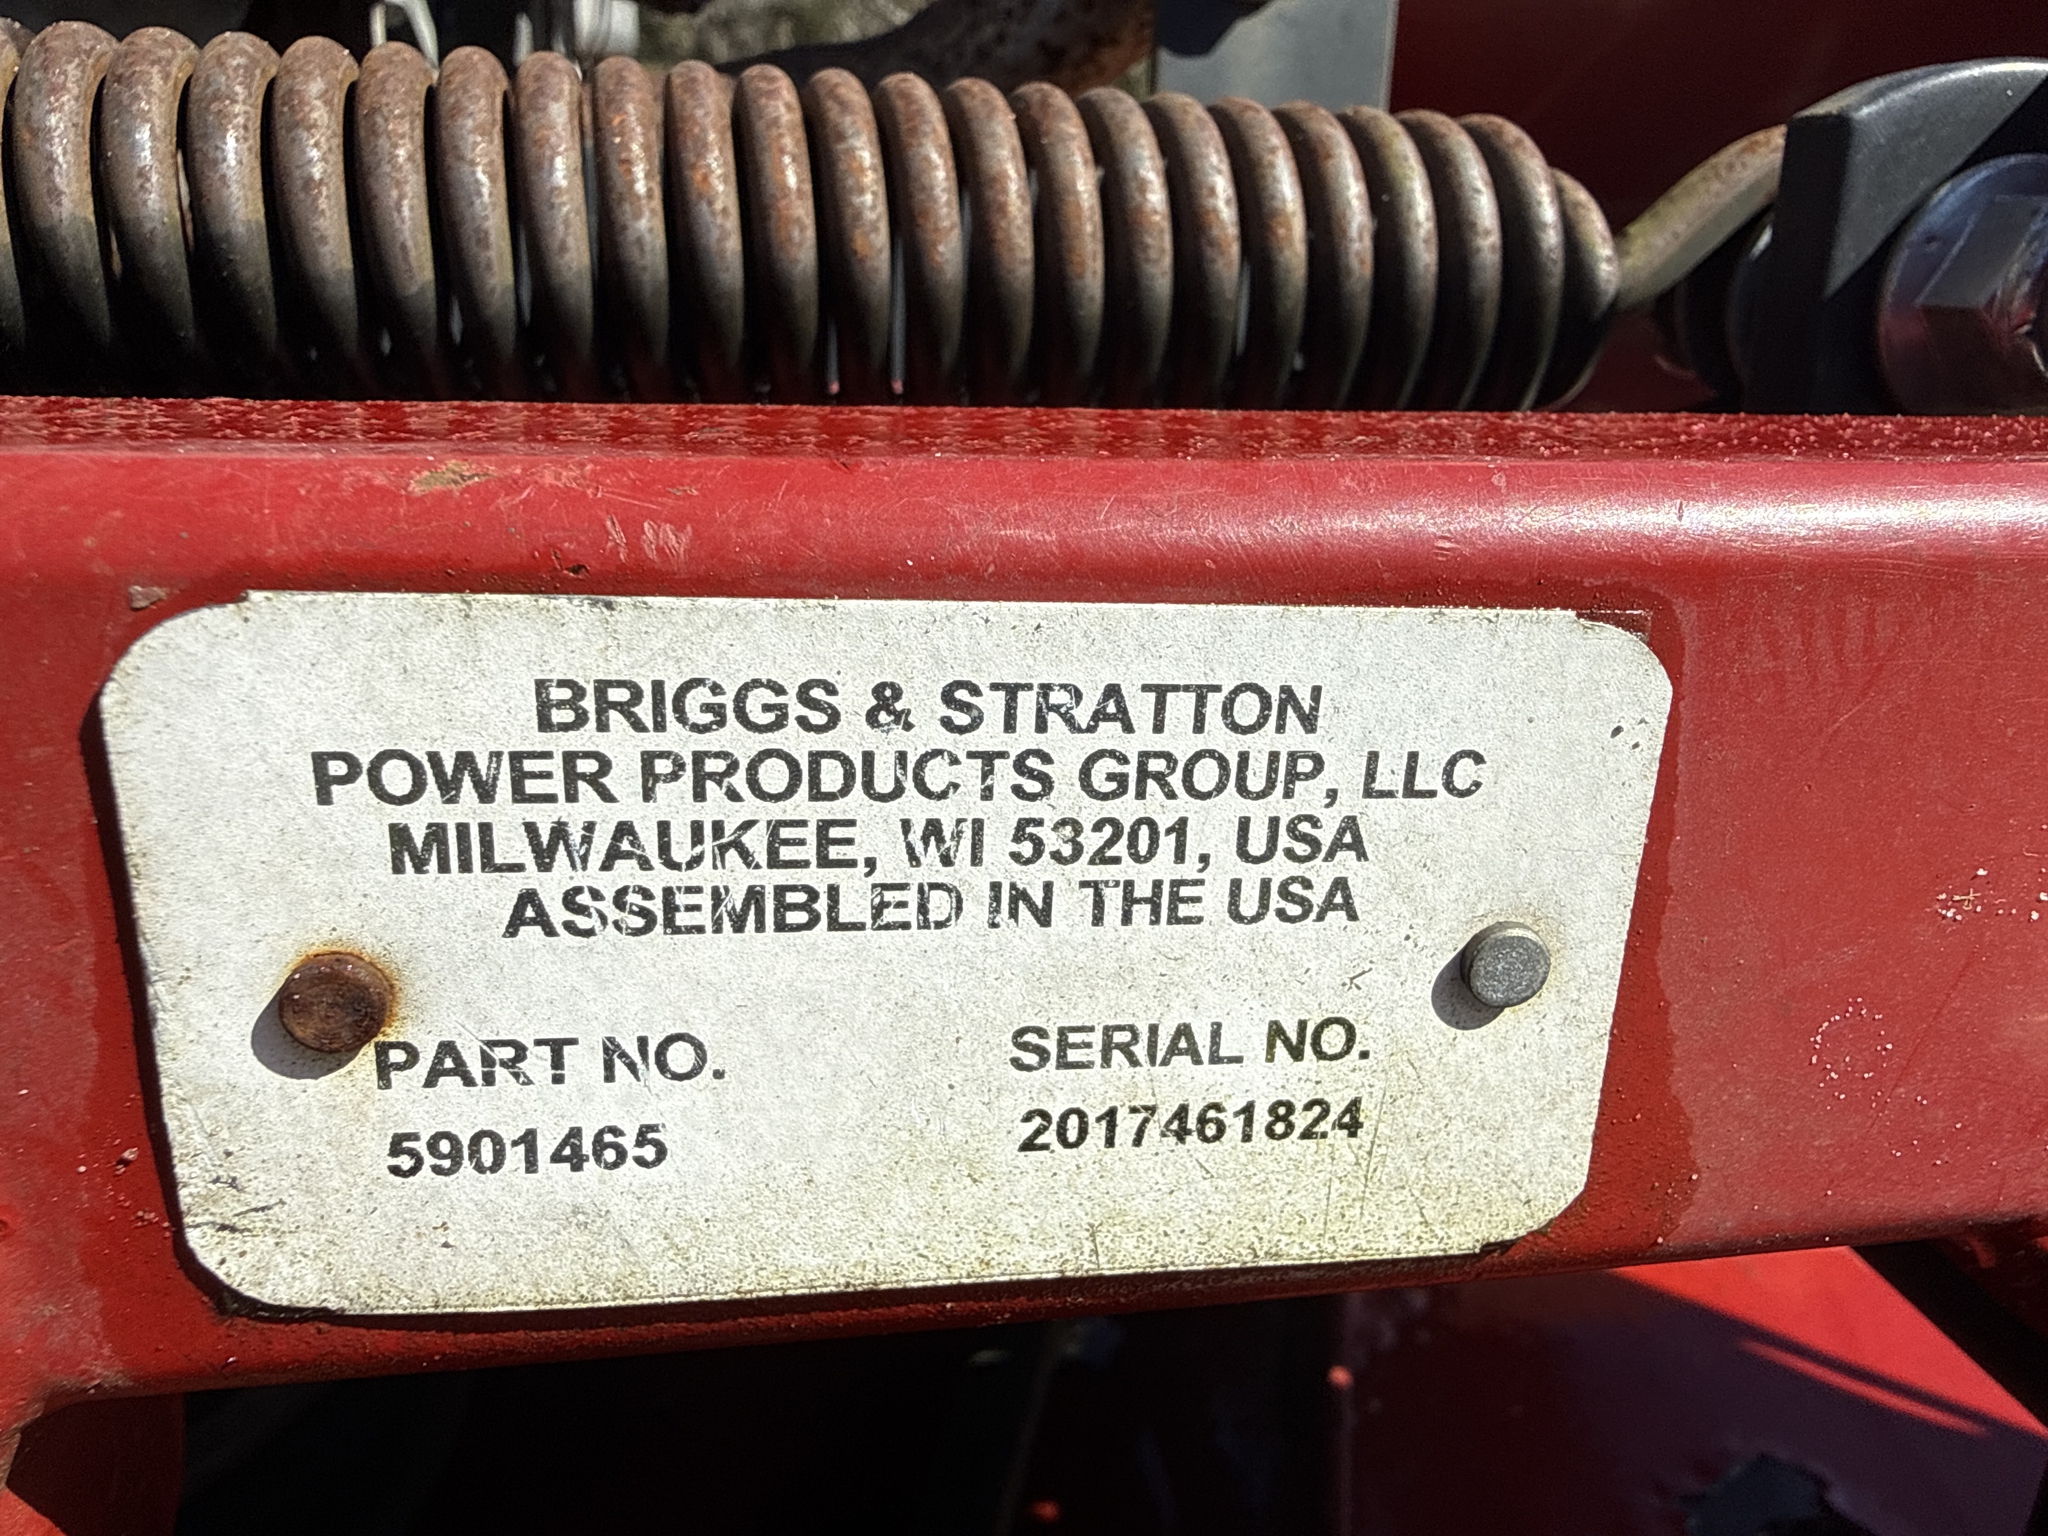 BRIGGS & STRATTON
POWER PRODUCTS GROUP, LLC
MILWAUKEE, WI 53201, USA
ASSEMBLED IN THE USA
PART NO. SERIAL NO.
5901465 2017461824